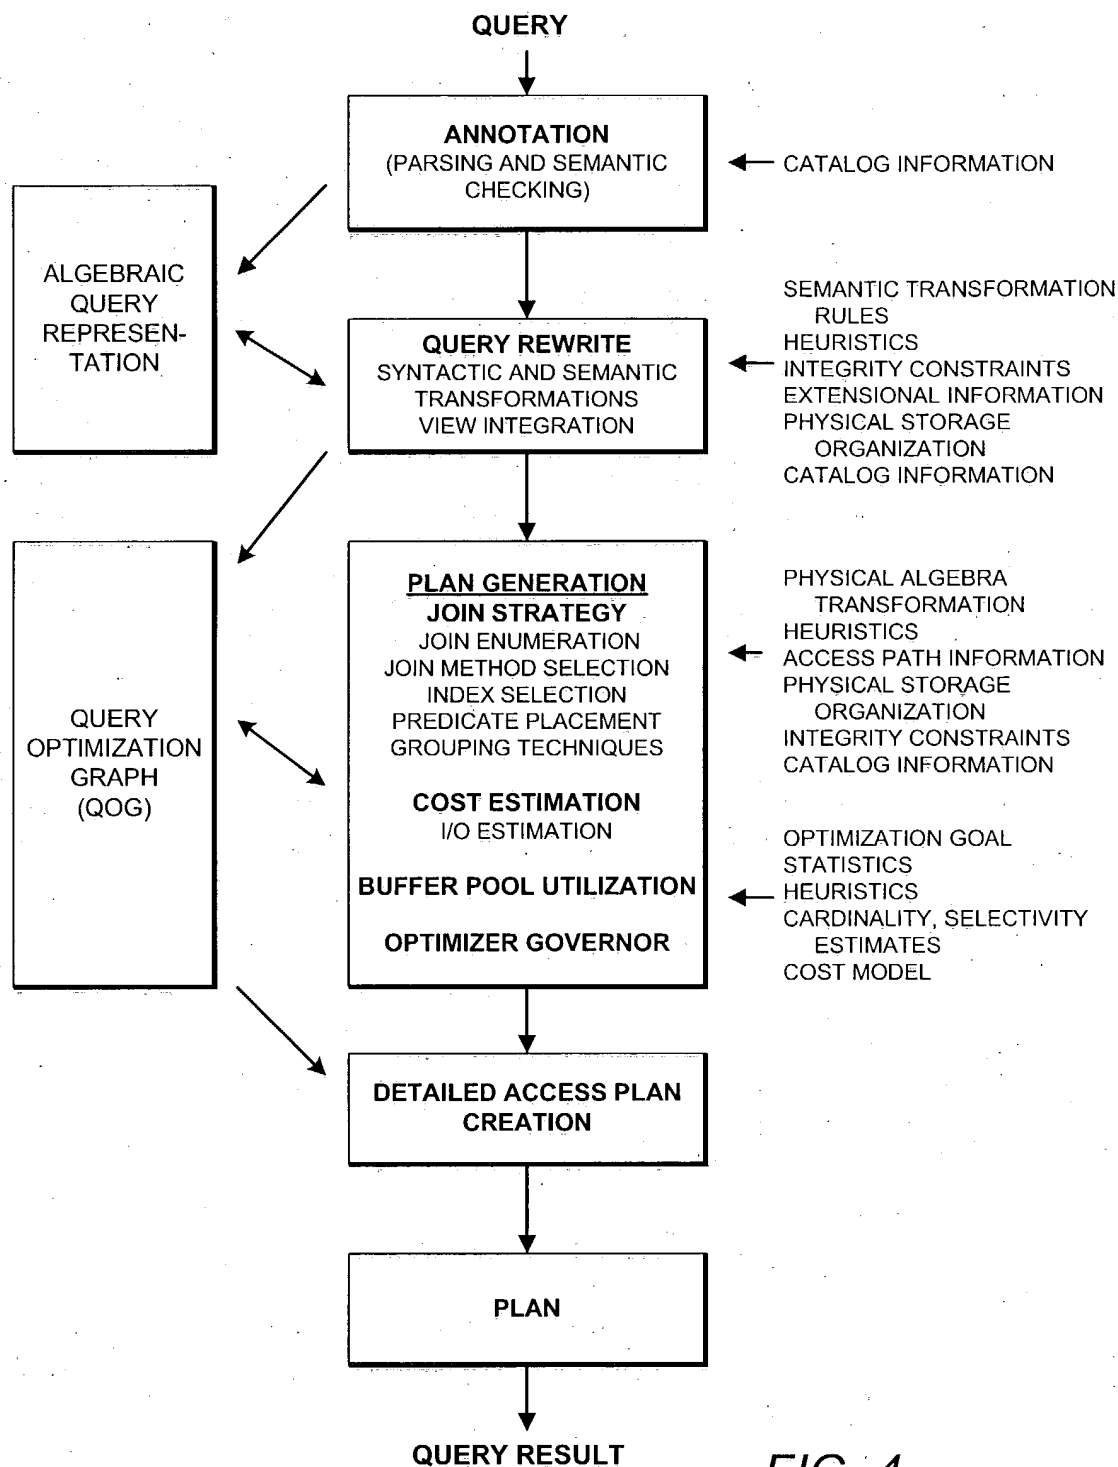 QUERY
ANNOTATION
(PARSING AND SEMANTIC
CHECKING)
CATALOG INFORMATION
ALGEBRAIC
QUERY
REPRESEN-
TATION
QUERY REWRITE
SYNTACTIC AND SEMANTIC
TRANSFORMATIONS
VIEW INTEGRATION
SEMANTIC TRANSFORMATION
RULES
HEURISTICS
INTEGRITY CONSTRAINTS
EXTENSIONAL INFORMATION
PHYSICAL STORAGE
ORGANIZATION
CATALOG INFORMATION
QUERY
OPTIMIZATION
GRAPH
(QOG)
PLAN GENERATION
JOIN STRATEGY
JOIN ENUMERATION
JOIN METHOD SELECTION
INDEX SELECTION
PREDICATE PLACEMENT
GROUPING TECHNIQUES
COST ESTIMATION
I/O ESTIMATION
BUFFER POOL UTILIZATION
OPTIMIZER GOVERNOR
PHYSICAL ALGEBRA
TRANSFORMATION
HEURISTICS
ACCESS PATH INFORMATION
PHYSICAL STORAGE
ORGANIZATION
INTEGRITY CONSTRAINTS
CATALOG INFORMATION
OPTIMIZATION GOAL
STATISTICS
HEURISTICS
CARDINALITY, SELECTIVITY
ESTIMATES
COST MODEL
DETAILED ACCESS PLAN
CREATION
PLAN
QUERY RESULT
FIG. 4